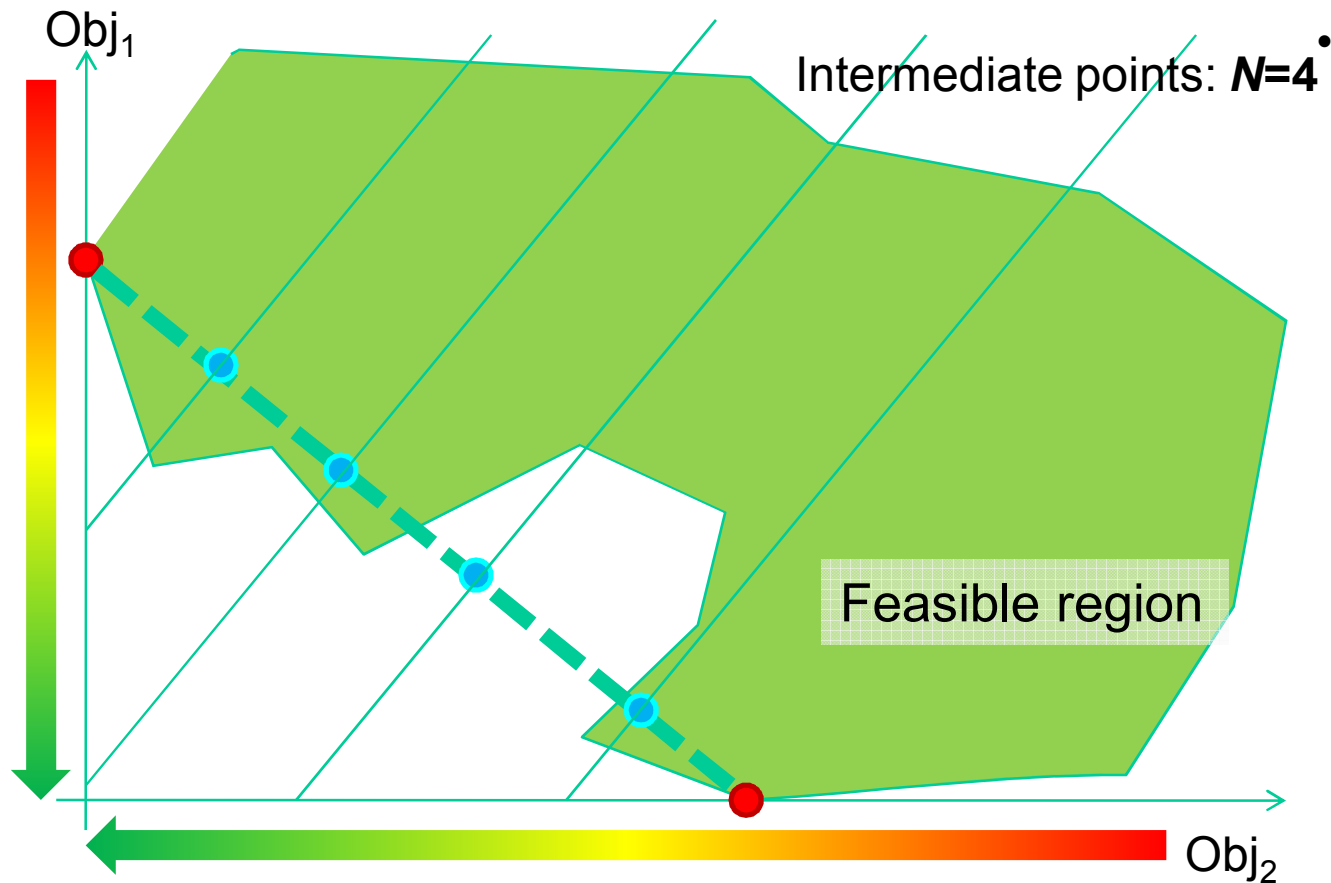 Obj₁
•
Intermediate points: N=4
Feasible region
Obj₂